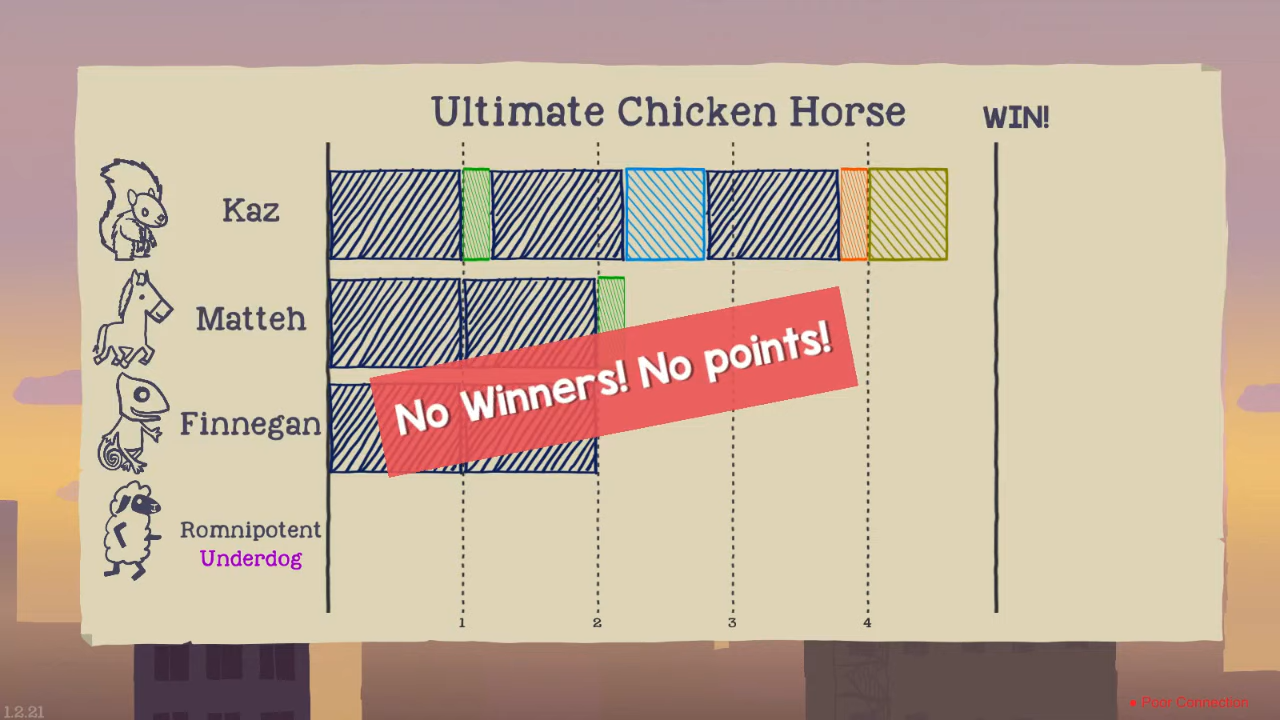 Ultimate Chicken Horse
WIN!
Kaz
Matteh
No Winners! No points!
Finnegan
Romnipotent
Underdog
1 2 3 4
1.2.21
Poor Connection